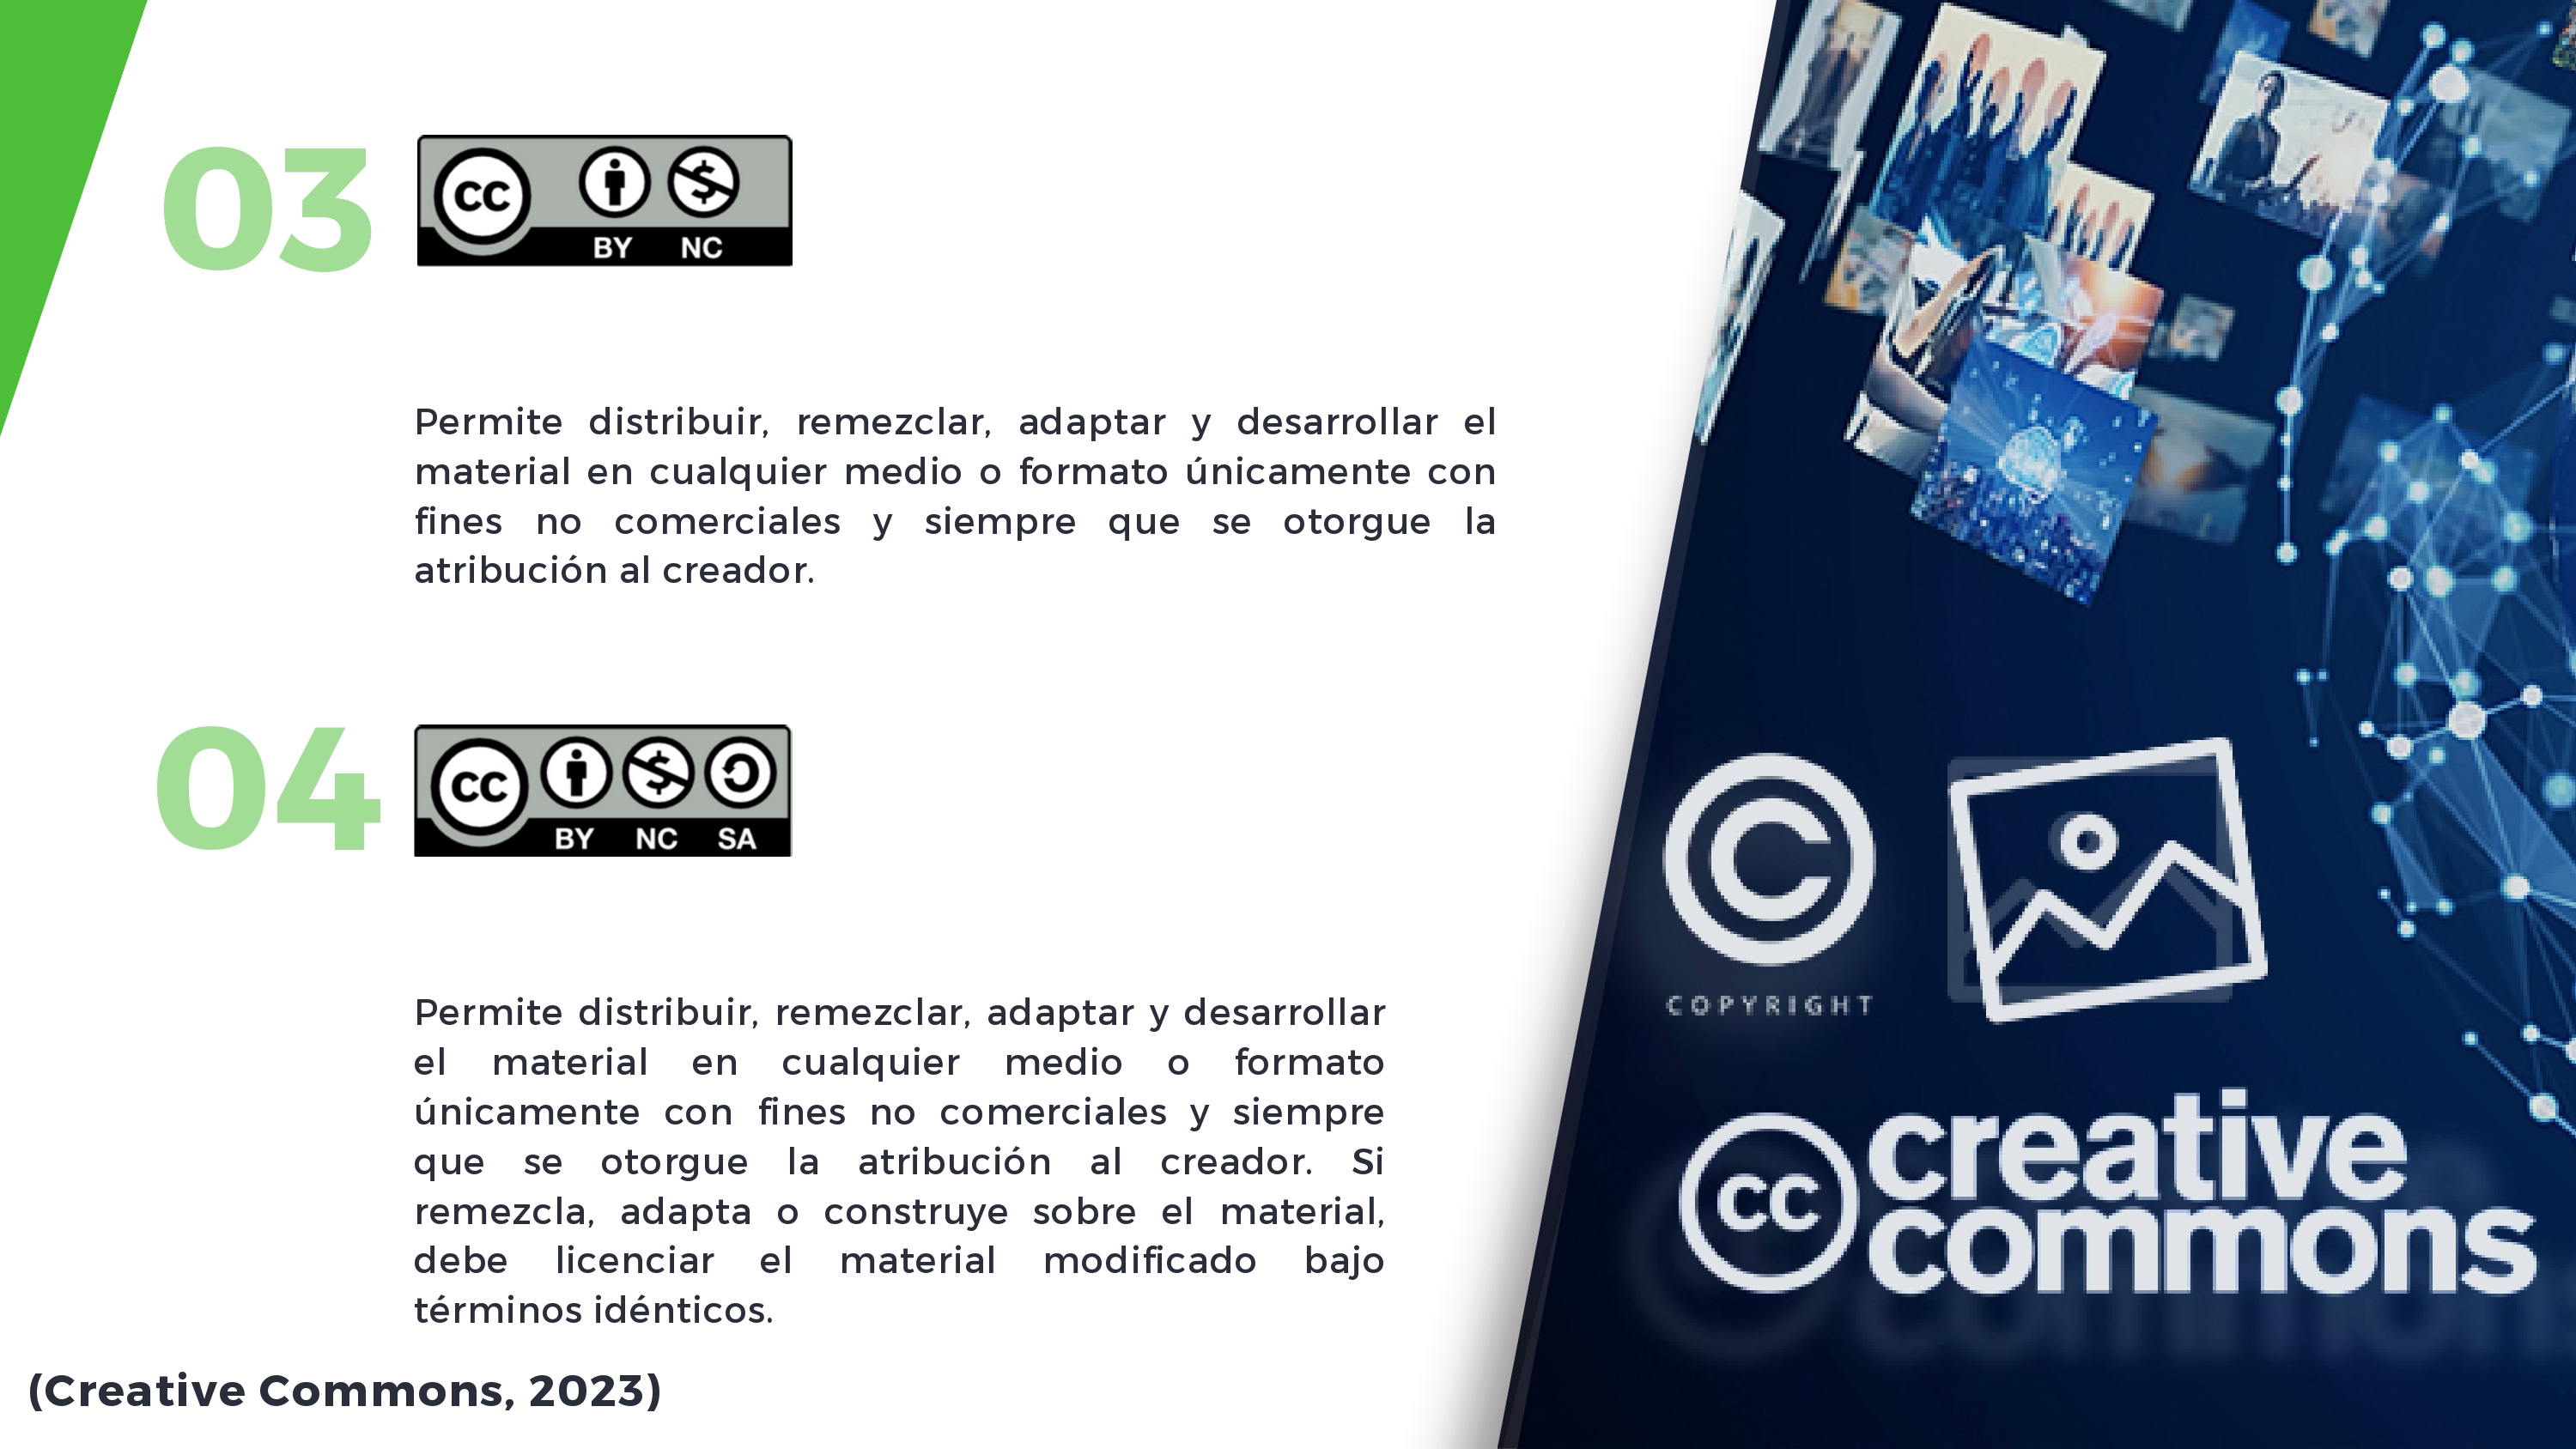 03
CC
BY NC
Permite distribuir, remezclar, adaptar y desarrollar el
material en cualquier medio o formato únicamente con
fines no comerciales y siempre que se otorgue la
atribución al creador.
04
CC
BY NC SA
Permite distribuir, remezclar, adaptar y desarrollar
el material en cualquier medio o formato
únicamente con fines no comerciales y siempre
que se otorgue la atribución al creador. Si
remezcla, adapta o construye sobre el material,
debe licenciar el material modificado bajo
términos idénticos.
(Creative Commons, 2023)
C
COPYRIGHT
cc creative
commons